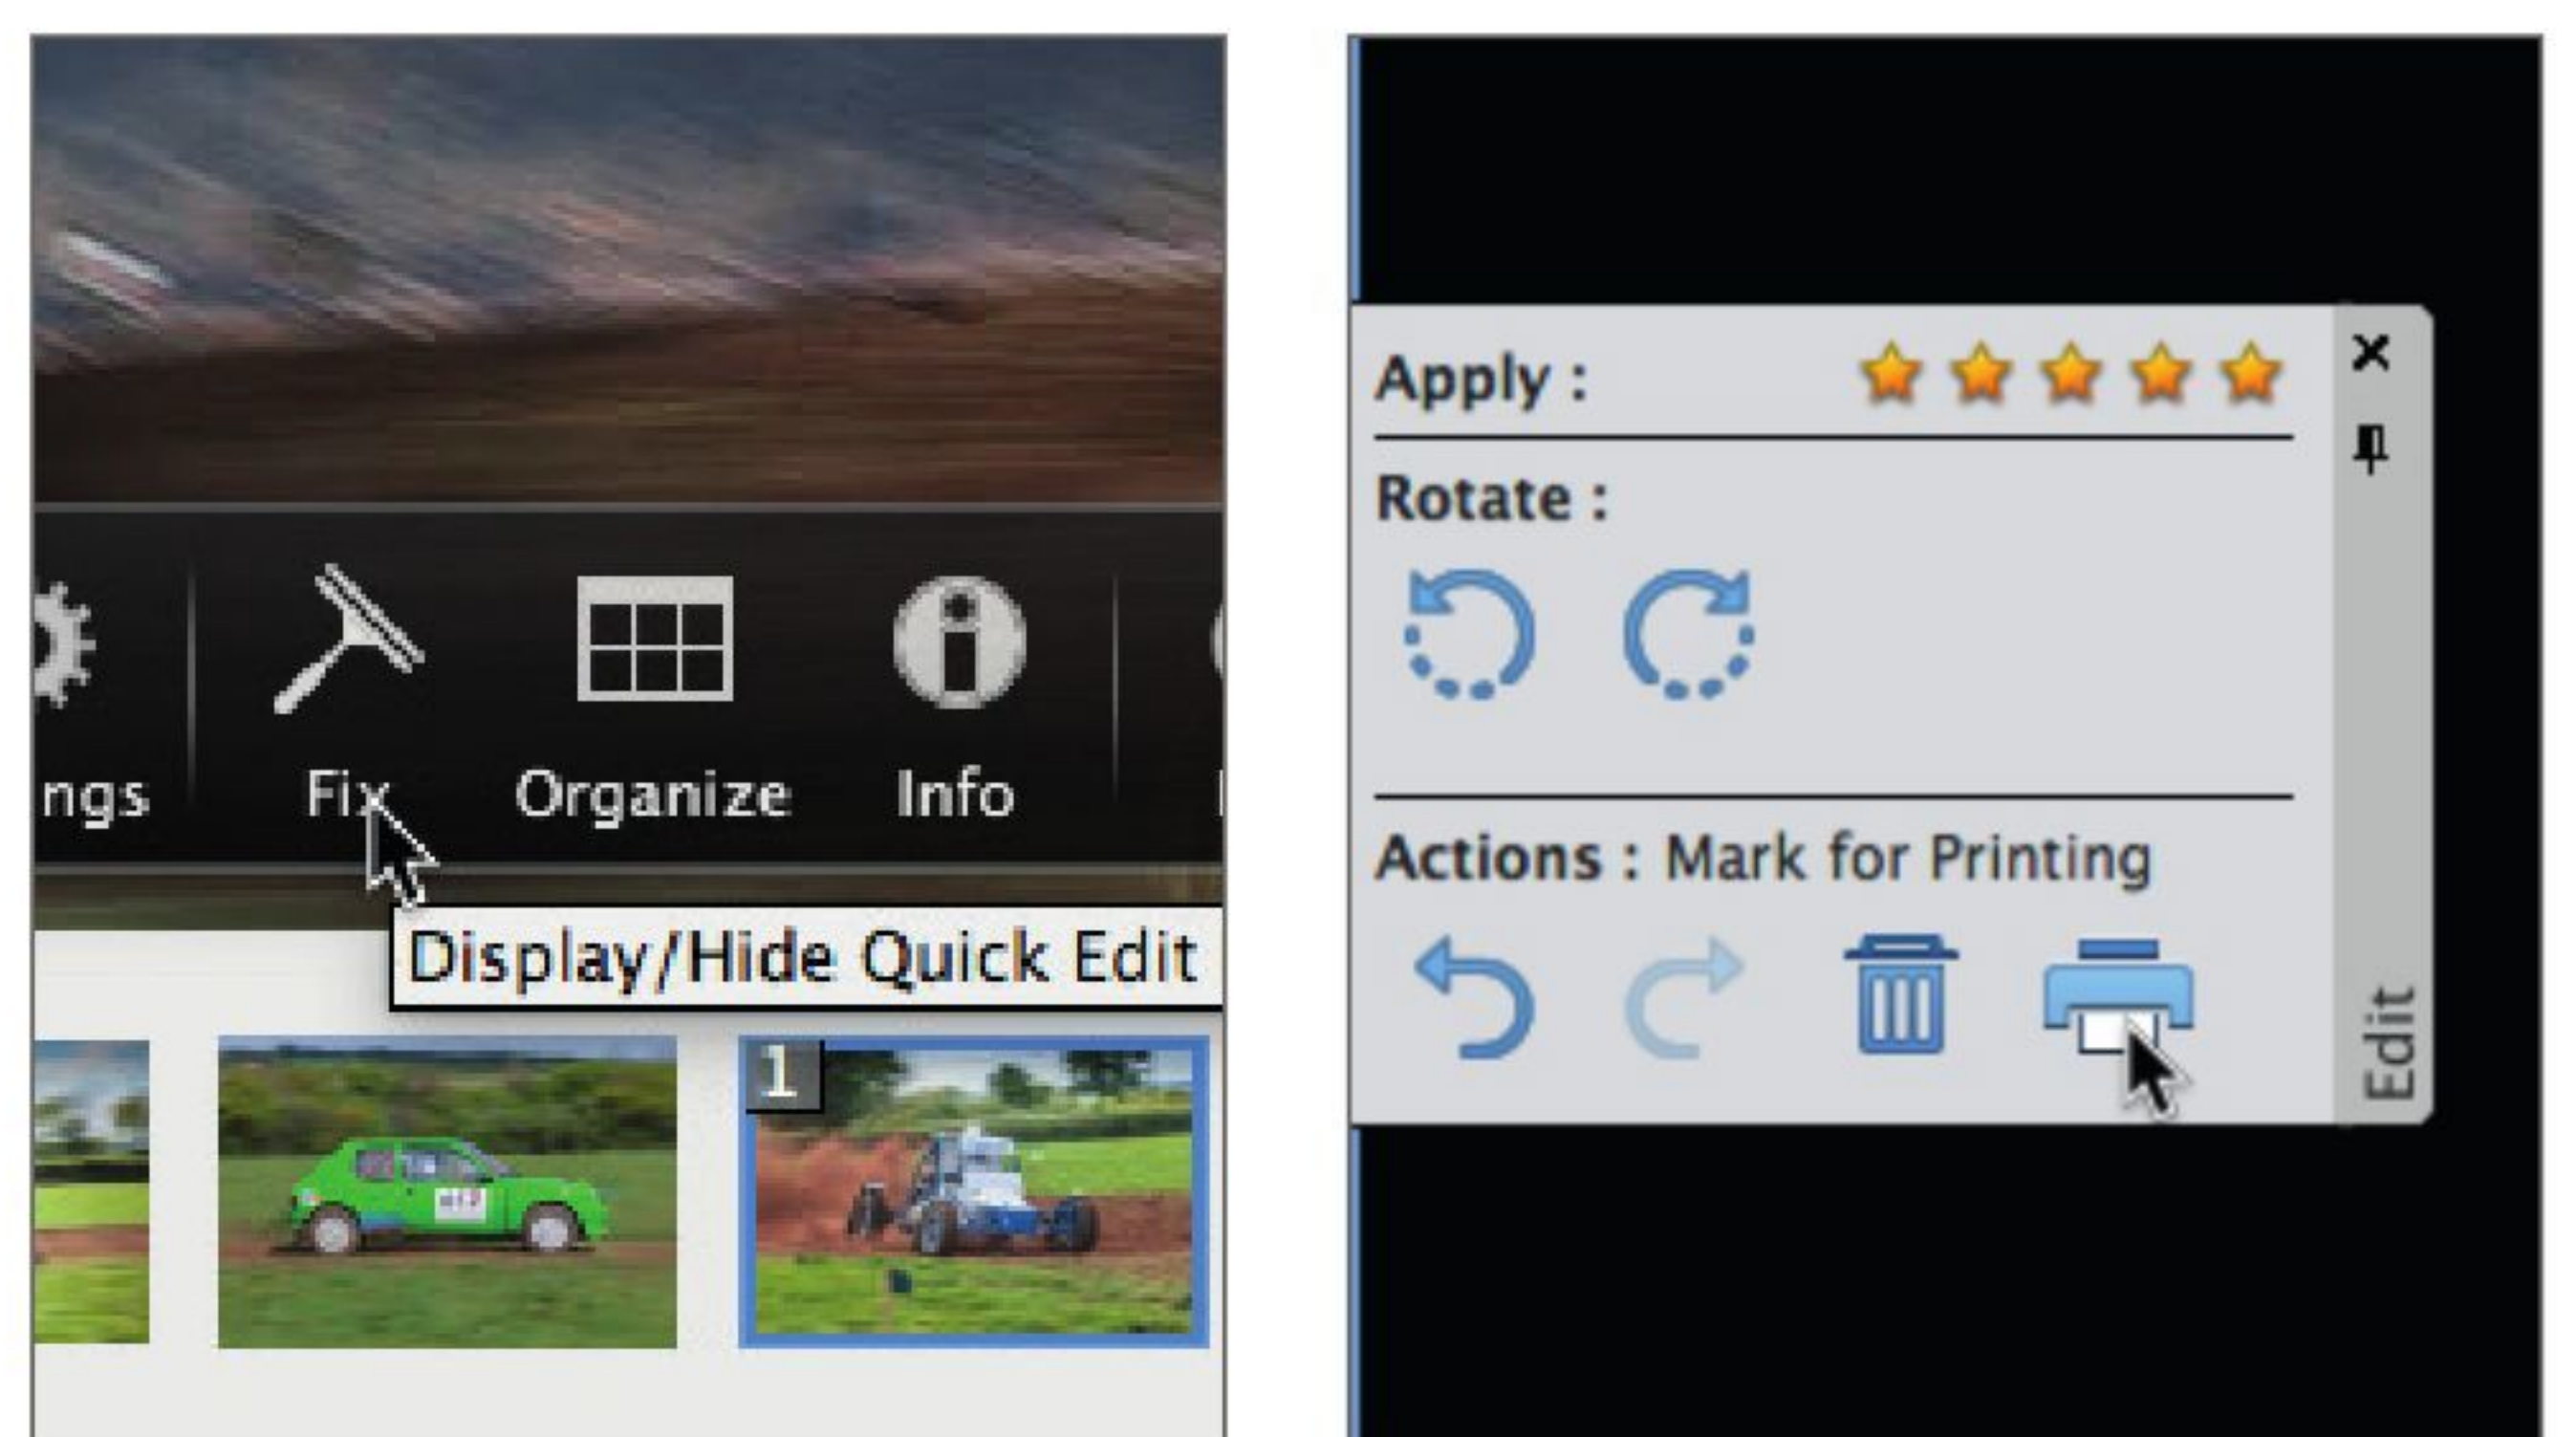 ngs
Fix
Organize
Info
Display/Hide Quick Edit
1
Apply :
Rotate :
Actions : Mark for Printing
Edit